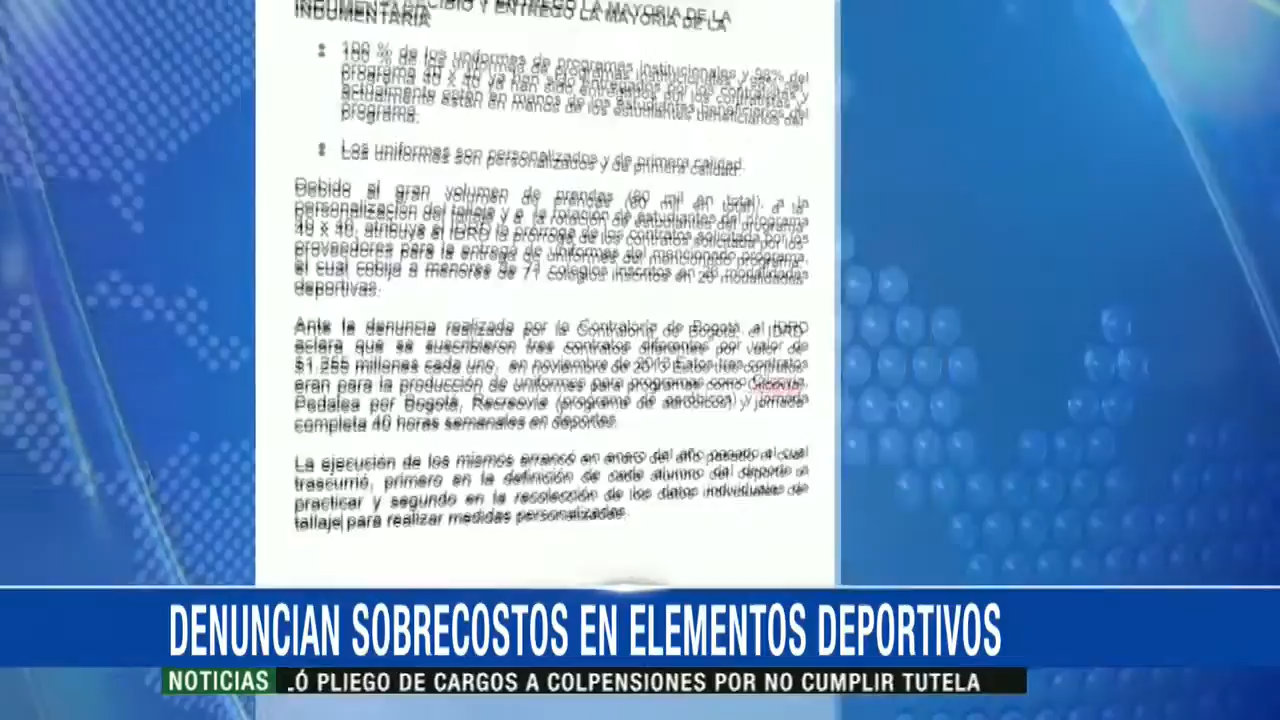 RECIBIÓ Y ENTREGÓ LA MAYORIA DE LA
INDUMENTARIA
100 % de los uniformes de programas institucionales y 98% del
programa 40 x 40 ya han sido entregados por los contratistas y
actualmente están en manos de los estudiantes beneficiarios del
programa.
Los uniformes son personalizados y de primera calidad.
Debido al gran volumen de prendas (80 mil en total), a la
personalización del tallaje y a la rotación de estudiantes del programa
40 x 40, atribuye el IDRD la prórroga de los contratos solicitada por los
proveedores para la entrega de uniformes del mencionado programa,
el cual cobija a menores de 71 colegios inscritos en 26 modalidades
deportivas.
Ante la denuncia realizada por la Contraloría de Bogotá, el IDRD
aclara que se suscribieron tres contratos diferentes por valor de
$1.255 millones cada uno, en noviembre de 2013 Estos tres contratos
eran para la producción de uniformes para programas como Ciclovía,
Pedalea por Bogotá, Recreovía (programa de aeróbicos) y jornada
completa 40 horas semanales en deportes.
La ejecución de los mismos arrancó en enero del año pasado el cual
trascurrió, primero en la definición de cada alumno del deporte a
practicar y segundo en la recolección de los datos individuales de
tallaje para realizar medidas personalizadas.
DENUNCIAN SOBRECOSTOS EN ELEMENTOS DEPORTIVOS
NOTICIAS
Ó PLIEGO DE CARGOS A COLPENSIONES POR NO CUMPLIR TUTELA